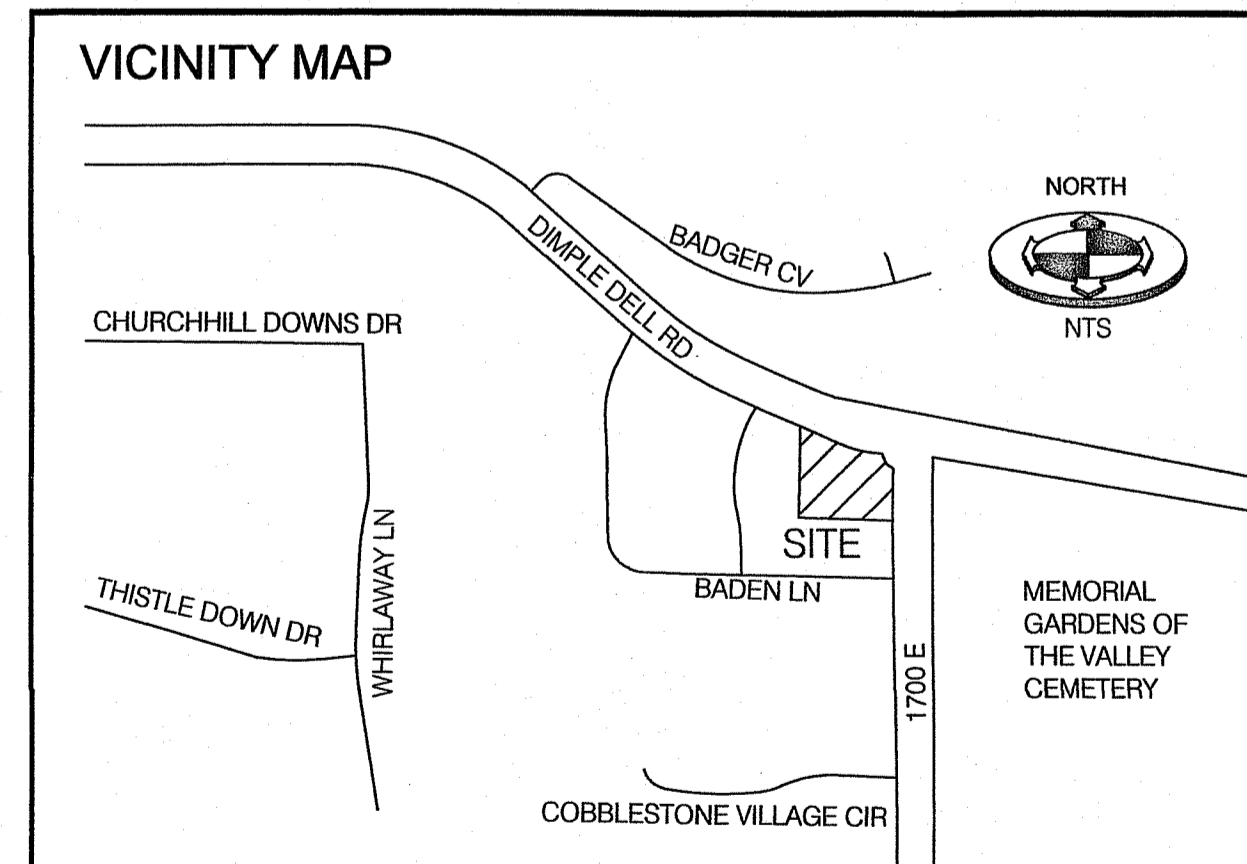 VICINITY MAP
NORTH
NTS
BADGER CV
DIMPLE DELL RD
CHURCHHILL DOWNS DR
WHIRLAWAY LN
THISTLE DOWN DR
SITE
BADEN LN
1700 E
MEMORIAL
GARDENS OF
THE VALLEY
CEMETERY
COBBLESTONE VILLAGE CIR